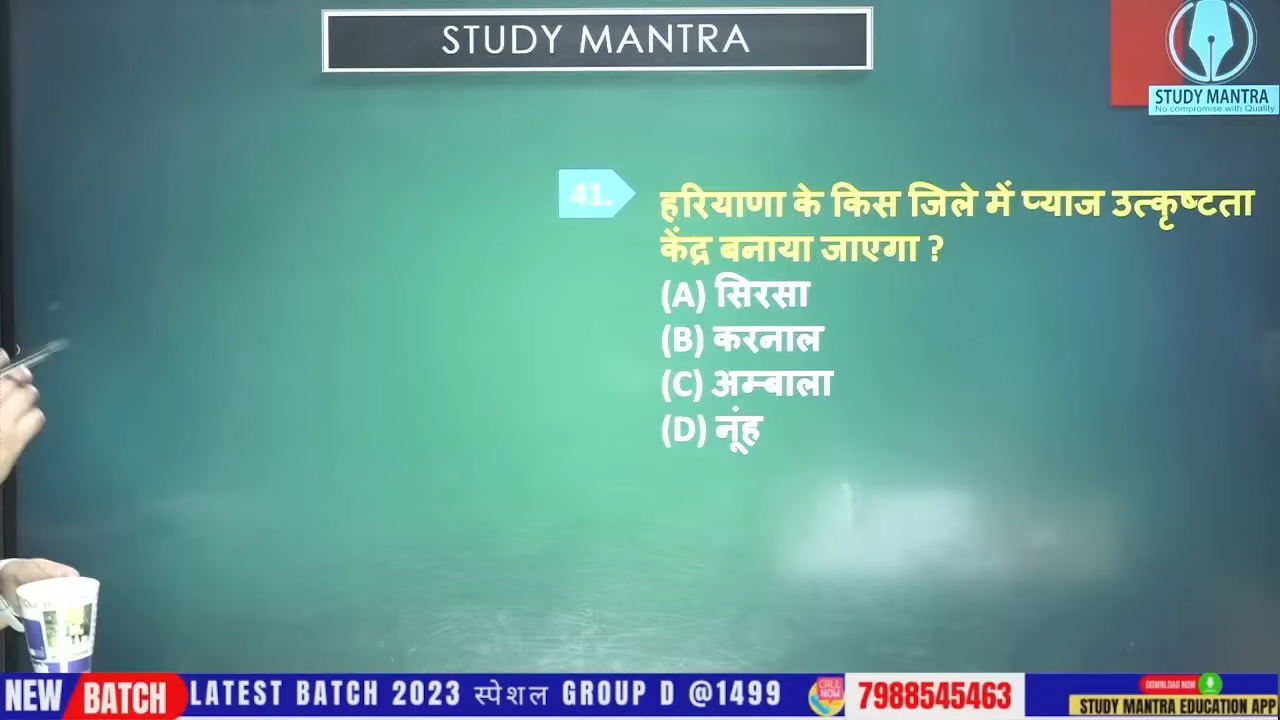 STUDY MANTRA
STUDY MANTRA
No compromise with Quality
41.
हरियाणा के किस जिले में प्याज उत्कृष्टता
केंद्र बनाया जाएगा ?
(A) सिरसा
(B) करनाल
(C) अम्बाला
(D) नूंह
NEW BATCH LATEST BATCH 2023 स्पेशल GROUP D @1499 CALL NOW 7988545463
DOWNLOAD NOW
STUDY MANTRA EDUCATION APP